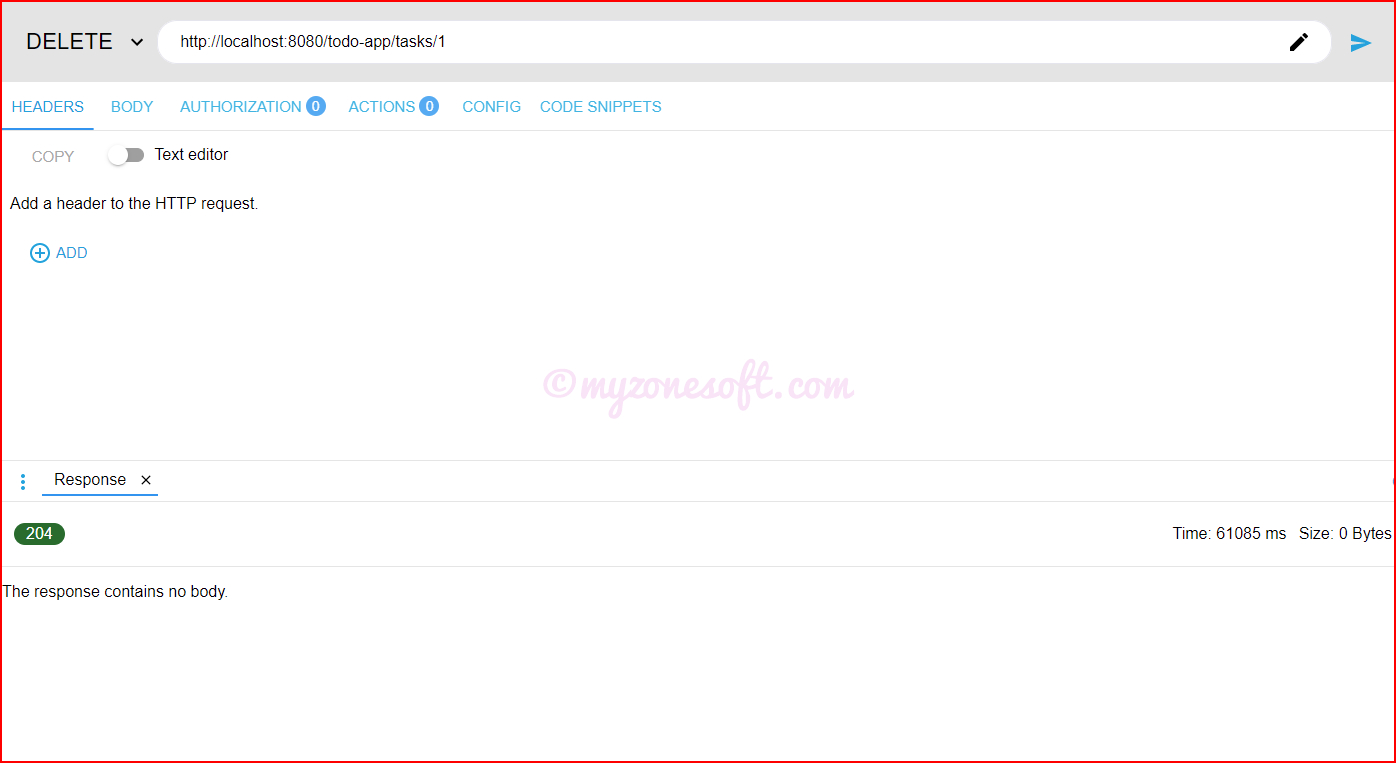 DELETE http://localhost:8080/todo-app/tasks/1
HEADERS BODY AUTHORIZATION 0 ACTIONS 0 CONFIG CODE SNIPPETS
COPY Text editor
Add a header to the HTTP request.
ADD
©myzonesoft.com
Response ×
204 Time: 61085 ms Size: 0 Bytes
The response contains no body.